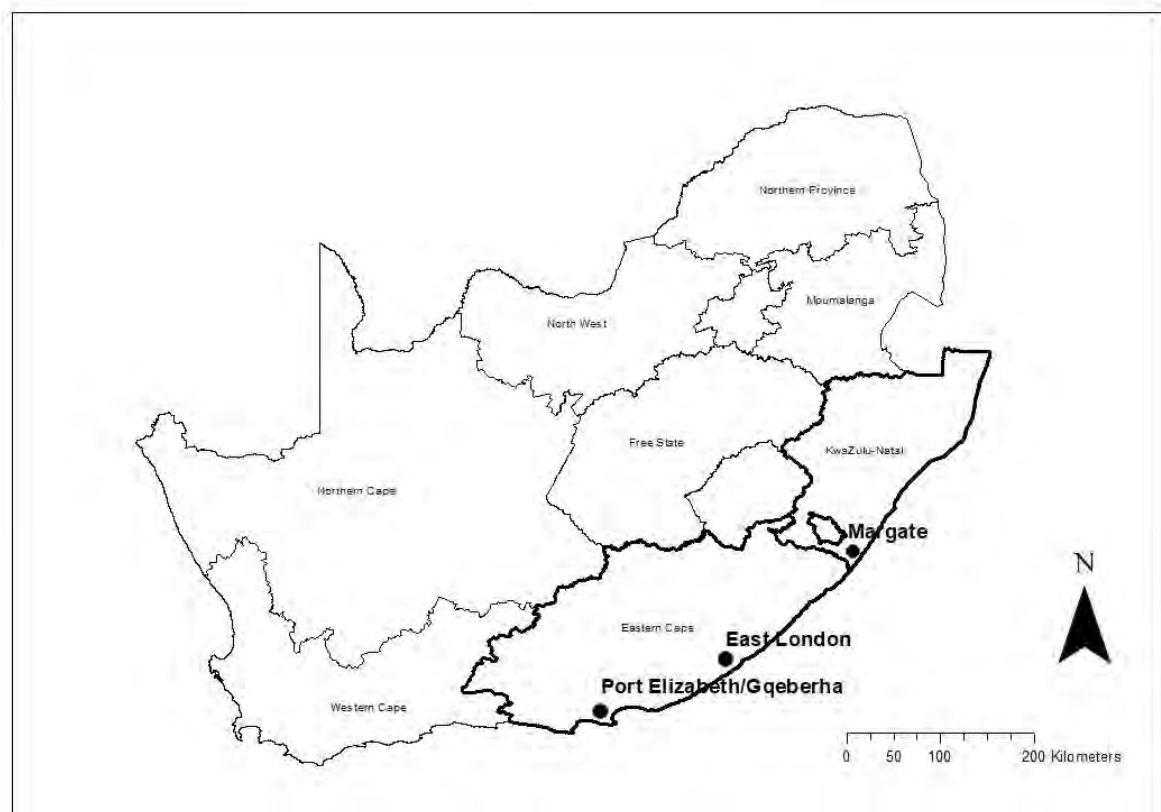 Northern Province
Mpumalanga
North West
Free State
KwaZulu-Natal
Northern Cape
Margate
N
Eastern Cape
East London
Port Elizabeth/Gqeberha
Western Cape
0 50 100 200 Kilometers